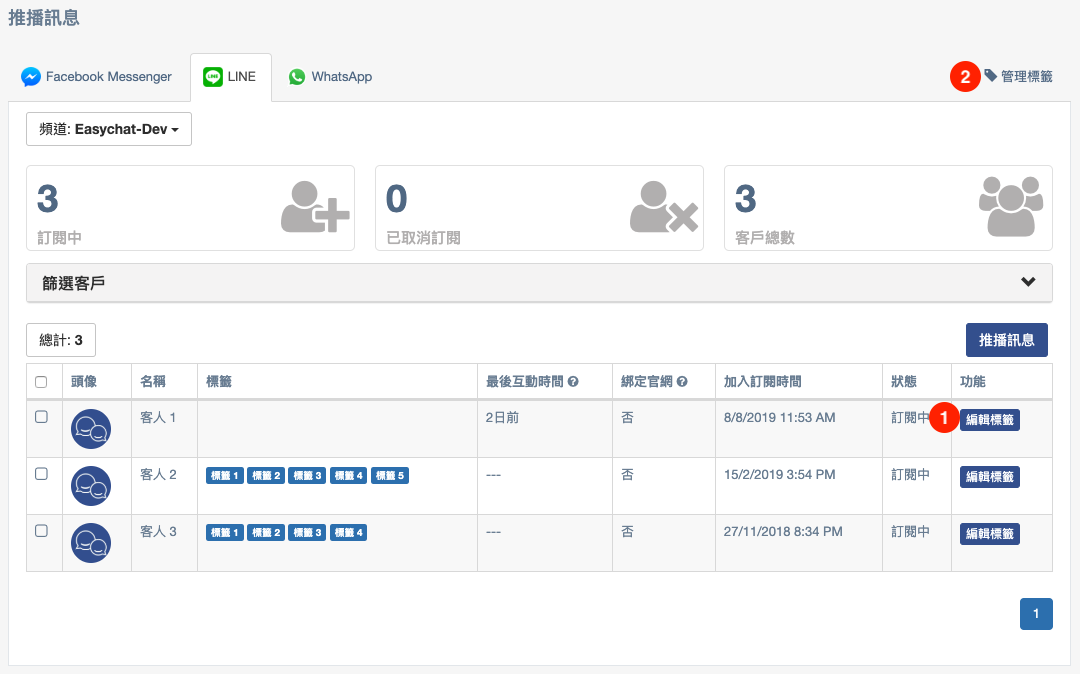 推播訊息
Facebook Messenger LINE WhatsApp 2 管理標籤
頻道: Easychat-Dev
3 0 3
訂閱中 已取消訂閱 客戶總數
篩選客戶
總計: 3 推播訊息
頭像 名稱 標籤 最後互動時間 綁定官網 加入訂閱時間 狀態 功能
客人 1 2日前 否 8/8/2019 11:53 AM 訂閱中 1 編輯標籤
客人 2 標籤 1 標籤 2 標籤 3 標籤 4 標籤 5 --- 否 15/2/2019 3:54 PM 訂閱中 編輯標籤
客人 3 標籤 1 標籤 2 標籤 3 標籤 4 --- 否 27/11/2018 8:34 PM 訂閱中 編輯標籤
1